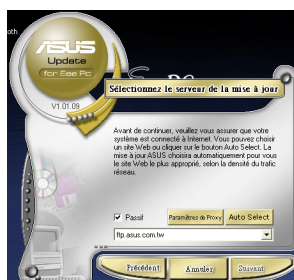 oth
ASUS
Update
for Eee Pc
V1.01.09
Sélectionnez le serveur de la mise à jour
Avant de continuer, veuillez vous assurer que votre
système est connecté à Internet. Vous pouvez choisir
un site Web ou cliquer sur le bouton Auto Select. La
mise à jour ASUS choisira automatiquement pour vous
le site Web le plus approprié, selon la densité du trafic
réseau.
Passif
Paramètres de Proxy
Auto Select
ftp.asus.com.tw
Précédent
Annuler
Suivant